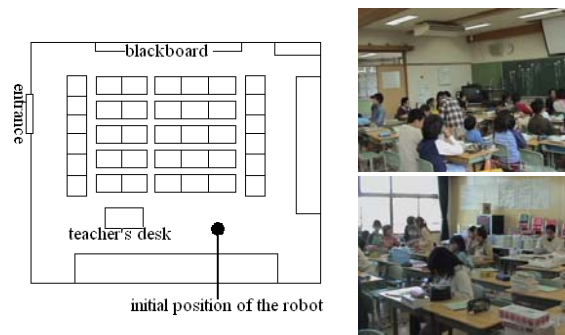 blackboard
entrance
teacher's desk
initial position of the robot